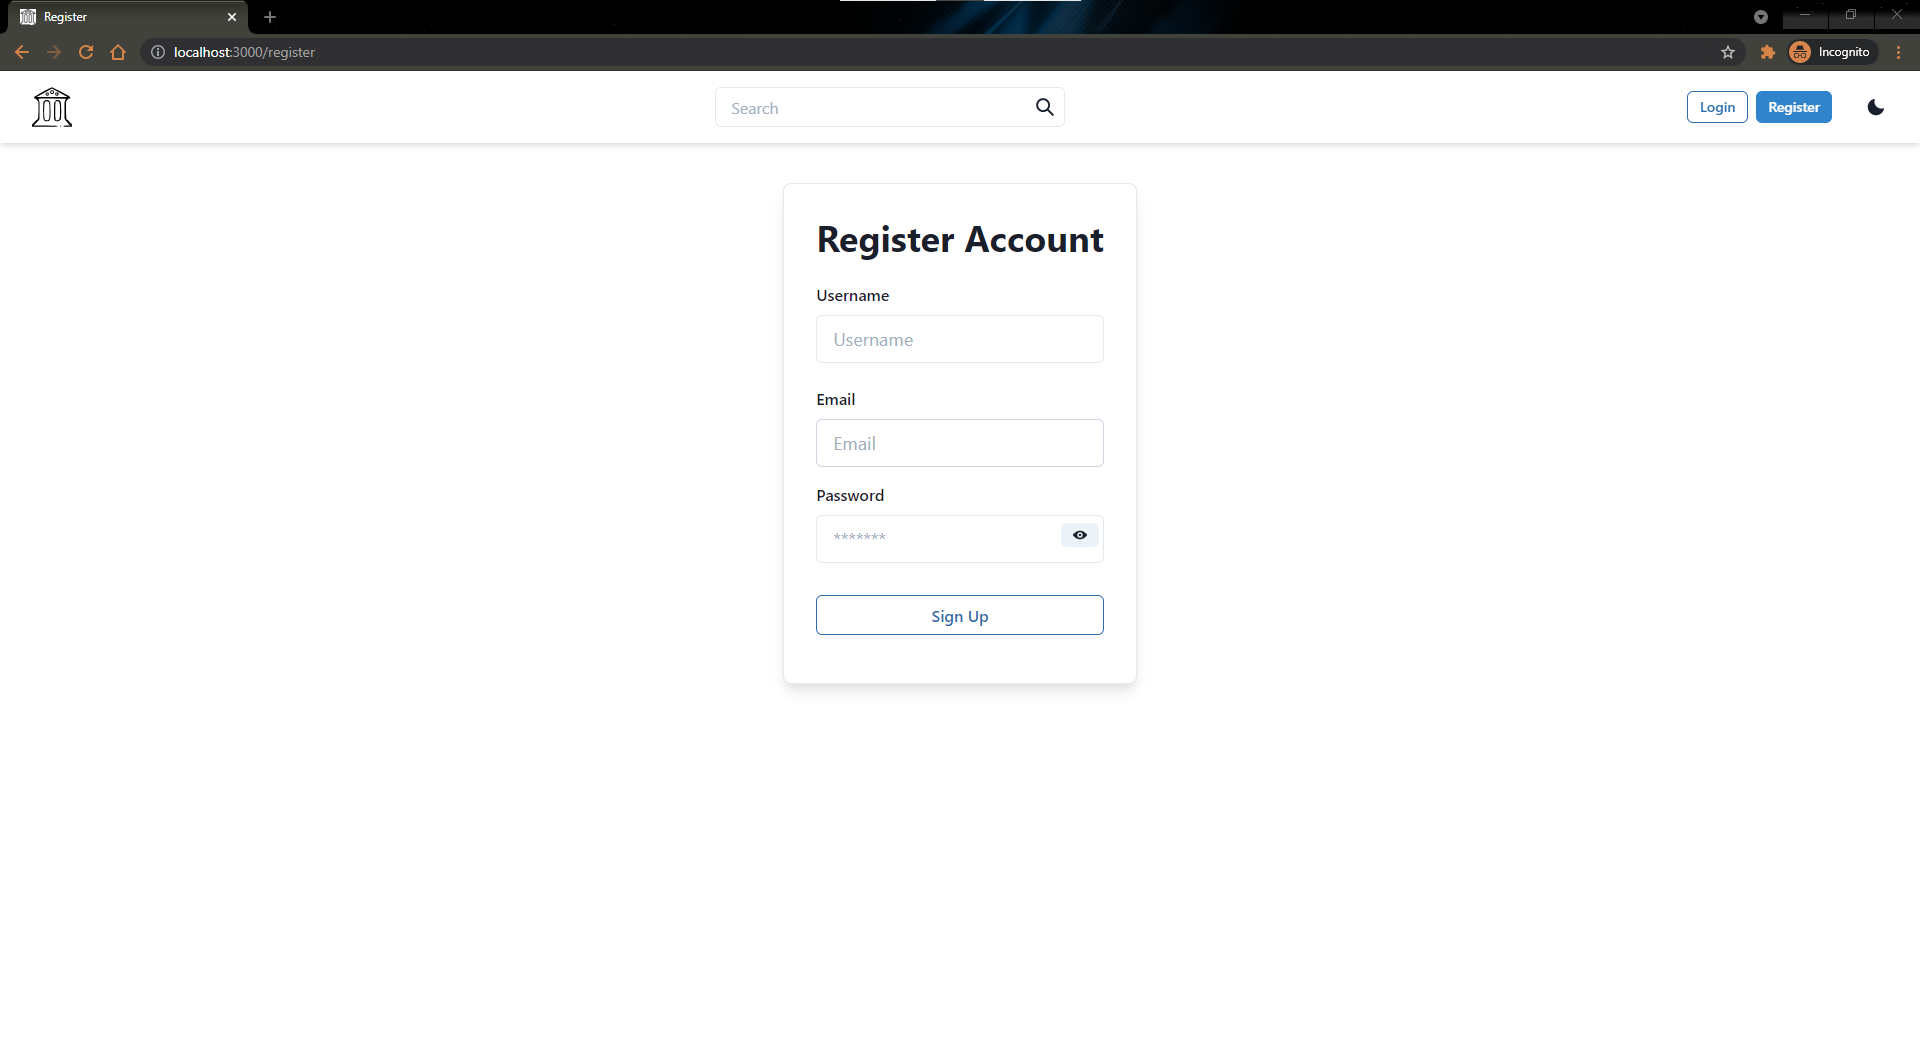 Register
localhost:3000/register
Incognito
Search
Login
Register
Register Account
Username
Username
Email
Email
Password
*******
Sign Up